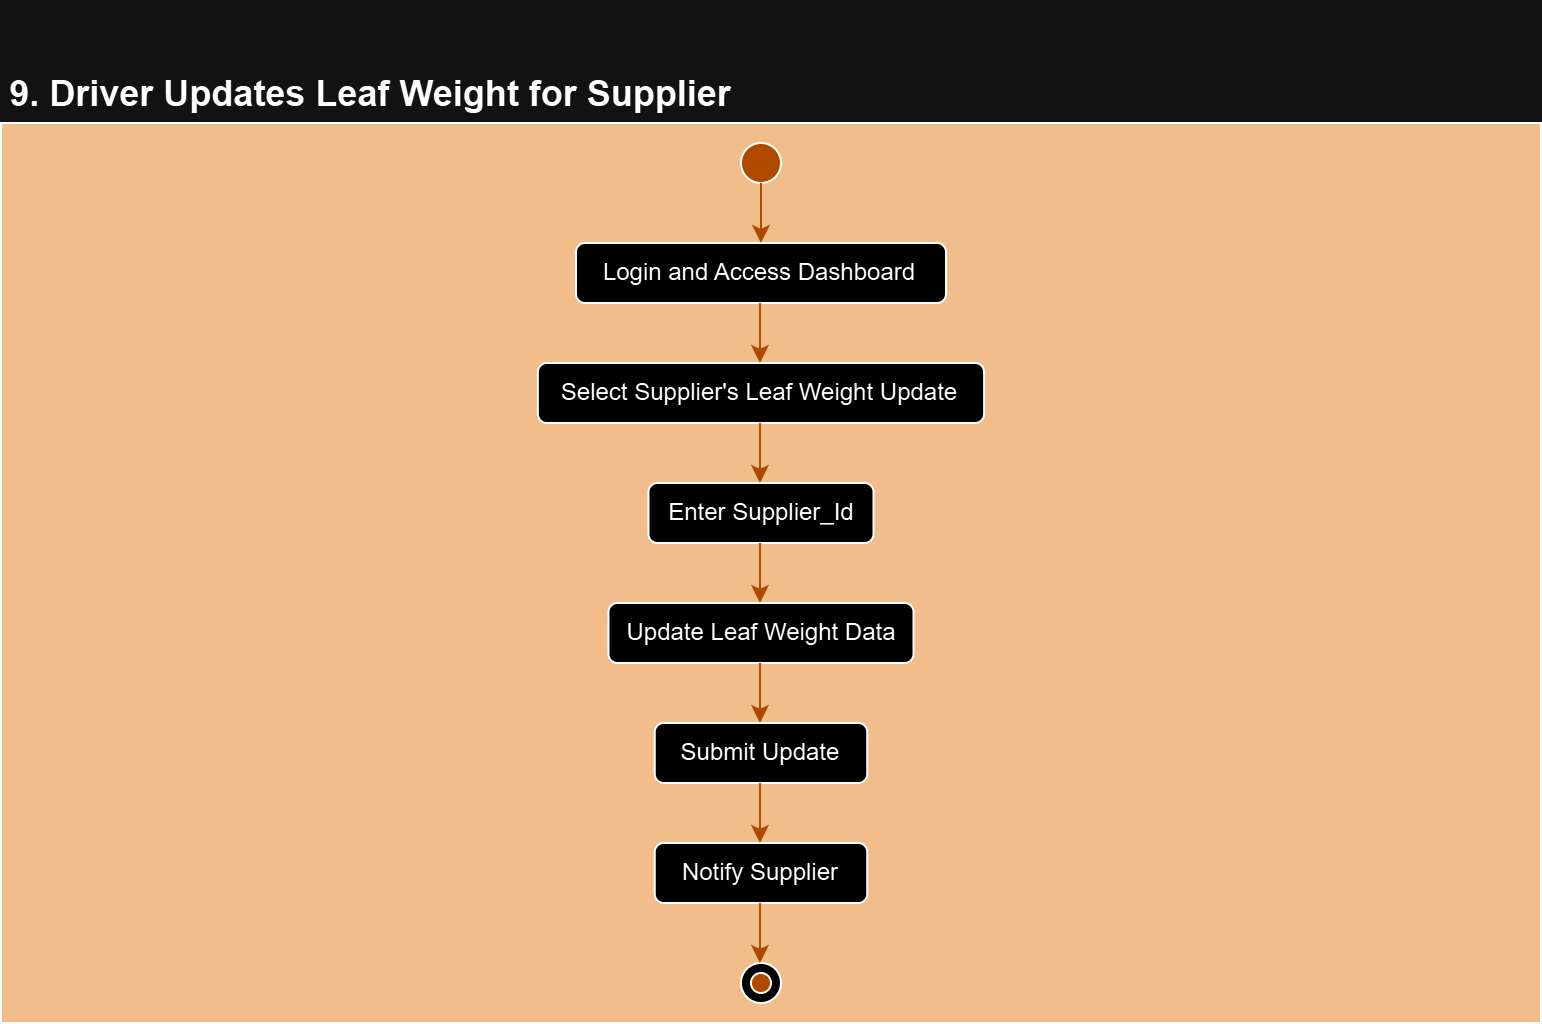 9. Driver Updates Leaf Weight for Supplier
Login and Access Dashboard
Select Supplier's Leaf Weight Update
Enter Supplier_Id
Update Leaf Weight Data
Submit Update
Notify Supplier